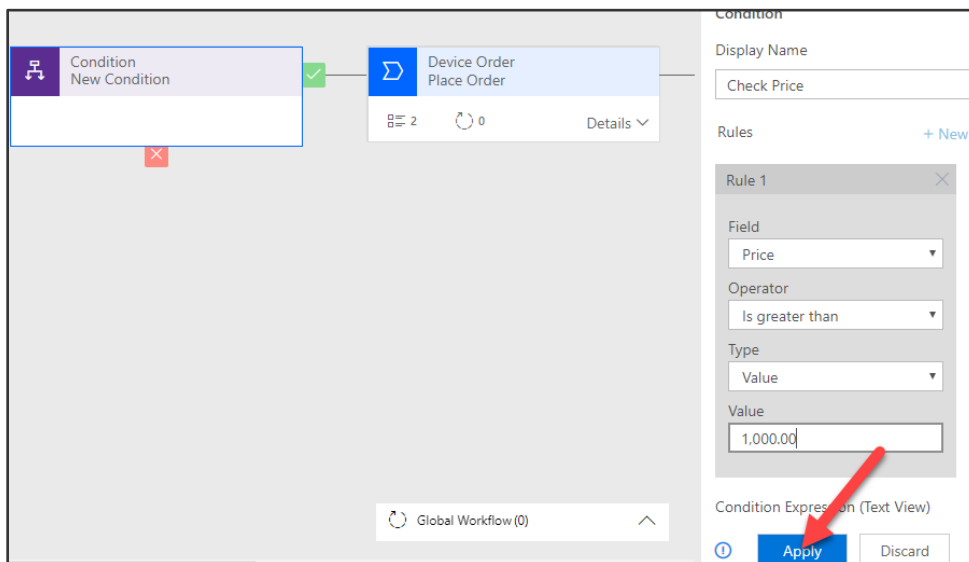 Condition
New Condition
Device Order
Place Order
2
0
Details
Global Workflow (0)
Condition
Display Name
Check Price
Rules
+ New
Rule 1
Field
Price
Operator
Is greater than
Type
Value
Value
1,000.00
Condition Expression (Text View)
Apply
Discard